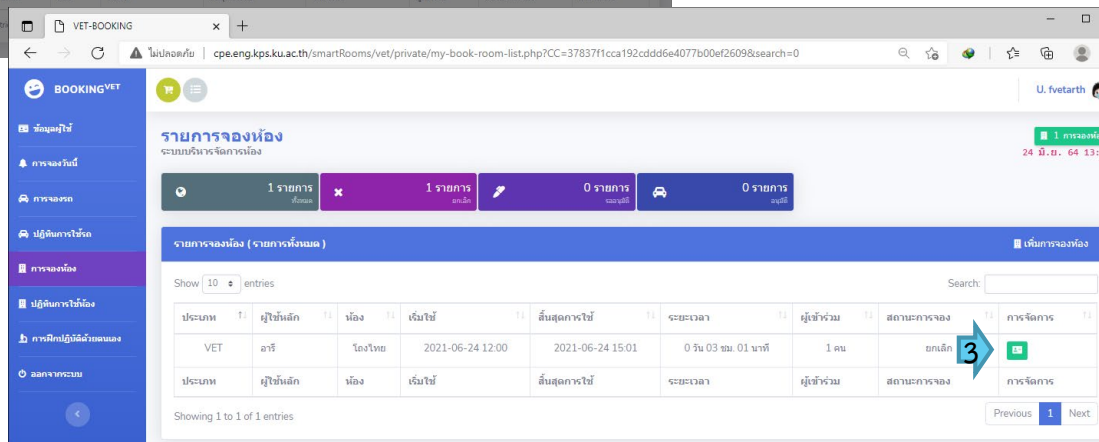 VET-BOOKING
ไม่ปลอดภัย | cpe.eng.kps.ku.ac.th/smartRooms/vet/private/my-book-room-list.php?CC=37837f1cca192cddd6e4077b00ef2609&search=0
BOOKINGVET
U. fvetarth
ข้อมูลผู้ใช้
การจองวันนี้
การจองรถ
ปฏิทินการใช้รถ
การจองห้อง
ปฏิทินการใช้ห้อง
การฝึกปฏิบัติด้วยตนเอง
ออกจากระบบ
รายการจองห้อง
ระบบบริหารจัดการห้อง
1 การจองห้อ
24 มิ.ย. 64 13:
1 รายการ
ทั้งหมด
1 รายการ
ยกเลิก
0 รายการ
รออนุมัติ
0 รายการ
อนุมัติ
รายการจองห้อง ( รายการทั้งหมด )
เพิ่มการจองห้อง
Show 10 entries
Search:
ประเภท ผู้ใช้หลัก ห้อง เริ่มใช้ สิ้นสุดการใช้ ระยะเวลา ผู้เข้าร่วม สถานะการจอง การจัดการ
VET อารี โถงไทย 2021-06-24 12:00 2021-06-24 15:01 0 วัน 03 ชม. 01 นาที 1 คน ยกเลิก 3
ประเภท ผู้ใช้หลัก ห้อง เริ่มใช้ สิ้นสุดการใช้ ระยะเวลา ผู้เข้าร่วม สถานะการจอง การจัดการ
Showing 1 to 1 of 1 entries
Previous 1 Next